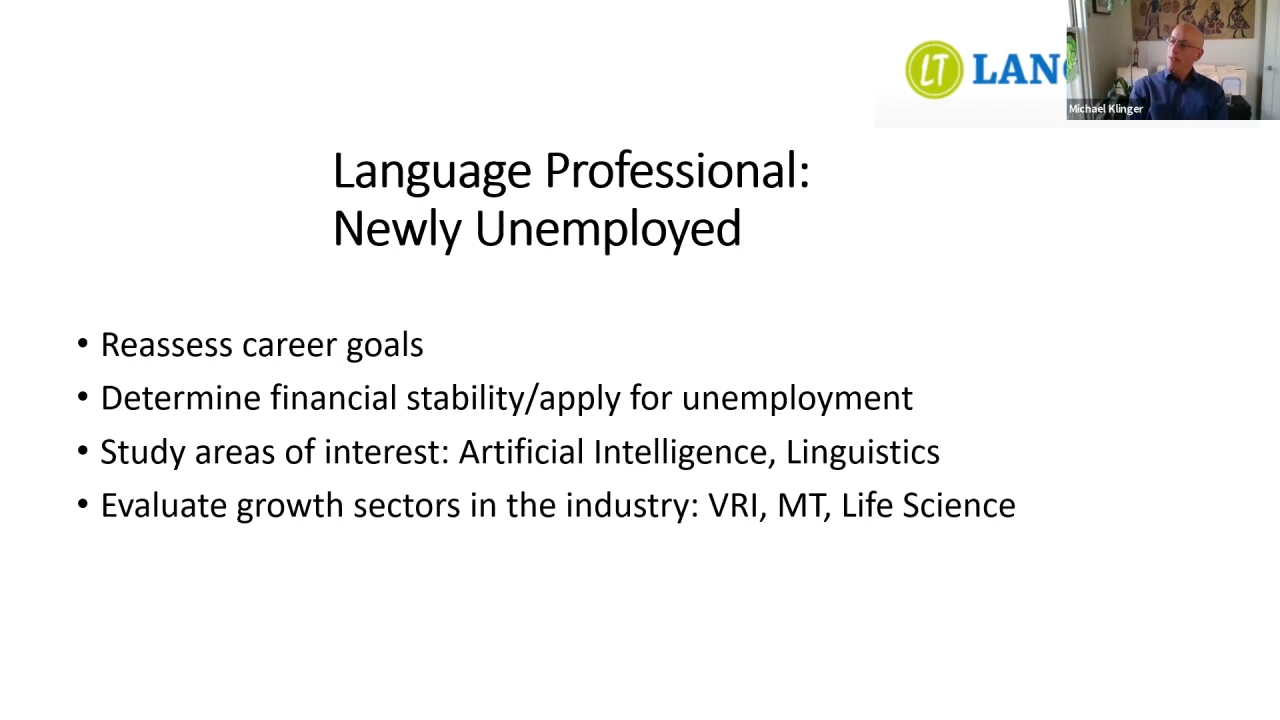 LT LAN
Michael Klinger
Language Professional:
Newly Unemployed
• Reassess career goals
• Determine financial stability/apply for unemployment
• Study areas of interest: Artificial Intelligence, Linguistics
• Evaluate growth sectors in the industry: VRI, MT, Life Science